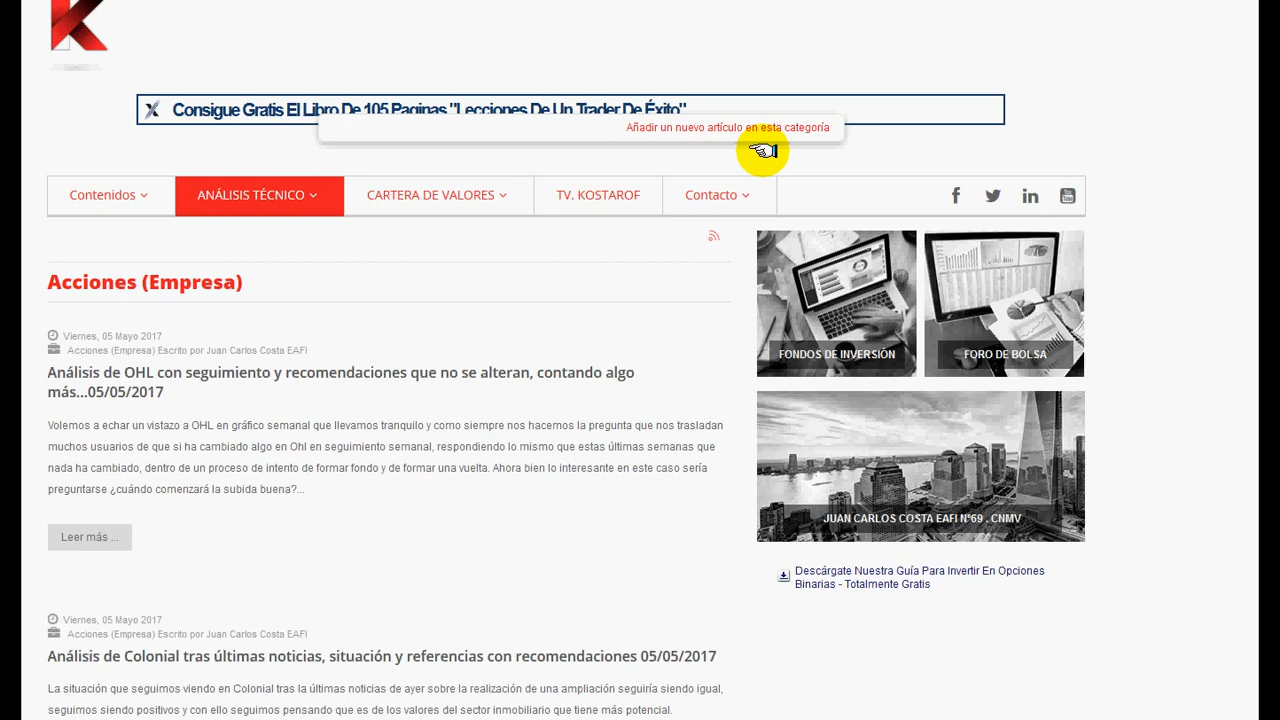 Consigue Gratis El Libro De 105 Paginas "Lecciones De Un Trader De Éxito"
Añadir un nuevo artículo en esta categoría
Contenidos
ANÁLISIS TÉCNICO
CARTERA DE VALORES
TV. KOSTAROF
Contacto
Acciones (Empresa)
Viernes, 05 Mayo 2017
Acciones (Empresa) Escrito por Juan Carlos Costa EAFI
Análisis de OHL con seguimiento y recomendaciones que no se alteran, contando algo
más...05/05/2017
Volemos a echar un vistazo a OHL en gráfico semanal que llevamos tranquilo y como siempre nos hacemos la pregunta que nos trasladan
muchos usuarios de que si ha cambiado algo en Ohl en seguimiento semanal, respondiendo lo mismo que estas últimas semanas que
nada ha cambiado, dentro de un proceso de intento de formar fondo y de formar una vuelta. Ahora bien lo interesante en este caso sería
preguntarse ¿cuándo comenzará la subida buena?...
Leer más ...
Viernes, 05 Mayo 2017
Acciones (Empresa) Escrito por Juan Carlos Costa EAFI
Análisis de Colonial tras últimas noticias, situación y referencias con recomendaciones 05/05/2017
La situación que seguimos viendo en Colonial tras la últimas noticias de ayer sobre la realización de una ampliación seguiría siendo igual,
seguimos siendo positivos y con ello seguimos pensando que es de los valores del sector inmobiliario que tiene más potencial.
FONDOS DE INVERSIÓN
FORO DE BOLSA
JUAN CARLOS COSTA EAFI Nº69 . CNMV
Descárgate Nuestra Guía Para Invertir En Opciones
Binarias - Totalmente Gratis